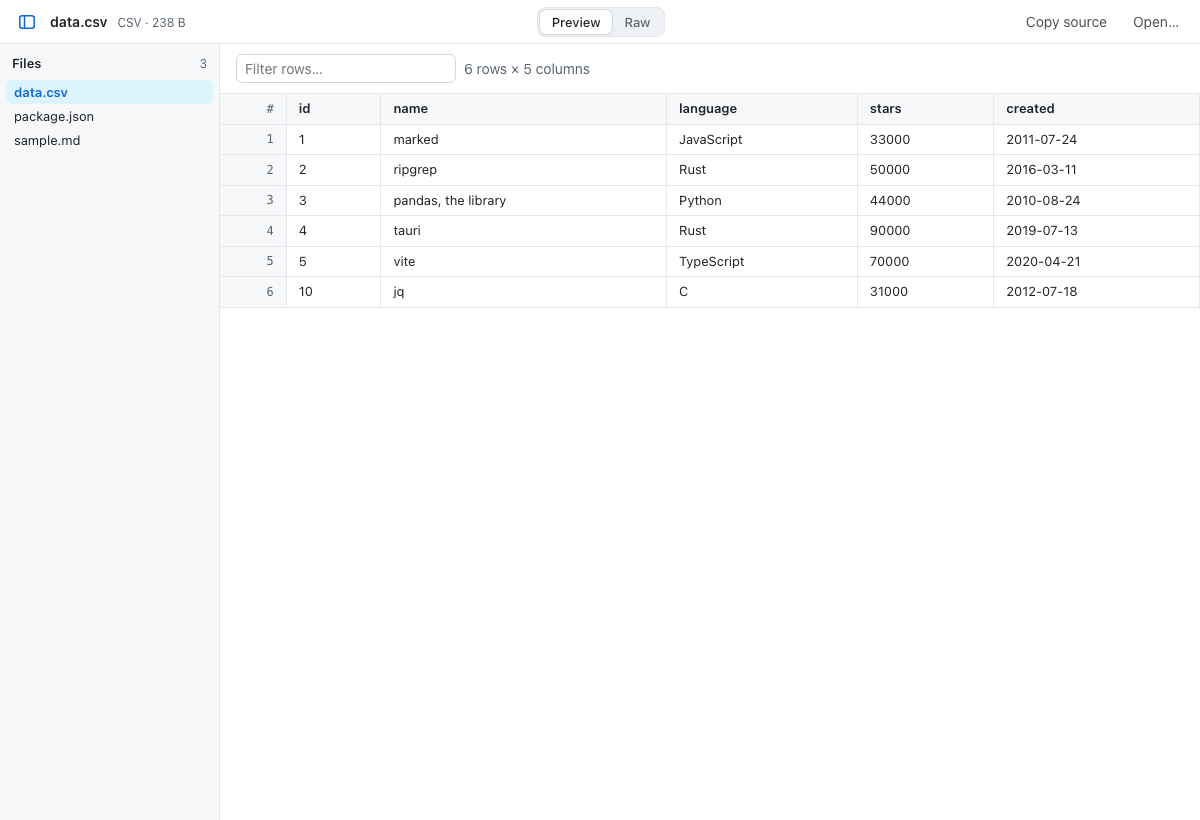 data.csv CSV · 238 B Preview Raw Copy source Open...
Files 3
data.csv
package.json
sample.md
Filter rows... 6 rows × 5 columns
# id name language stars created
1 1 marked JavaScript 33000 2011-07-24
2 2 ripgrep Rust 50000 2016-03-11
3 3 pandas, the library Python 44000 2010-08-24
4 4 tauri Rust 90000 2019-07-13
5 5 vite TypeScript 70000 2020-04-21
6 10 jq C 31000 2012-07-18